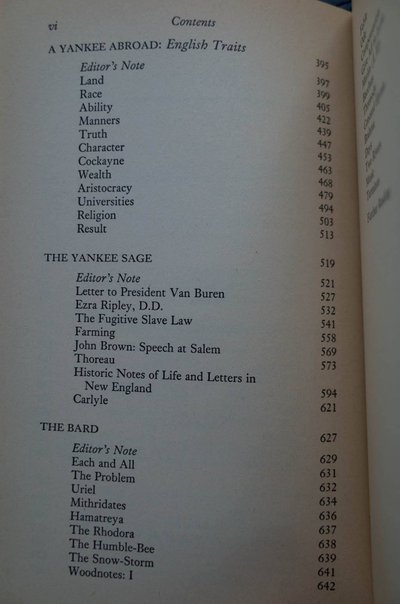 vi Contents
A YANKEE ABROAD: English Traits 395
Editor's Note 397
Land 399
Race 405
Ability 422
Manners 439
Truth 447
Character 453
Cockayne 463
Wealth 468
Aristocracy 479
Universities 494
Religion 503
Result 513
THE YANKEE SAGE 519
Editor's Note 521
Letter to President Van Buren 527
Ezra Ripley, D.D. 532
The Fugitive Slave Law 541
Farming 558
John Brown: Speech at Salem 569
Thoreau 573
Historic Notes of Life and Letters in
New England 594
Carlyle 621
THE BARD 627
Editor's Note 629
Each and All 631
The Problem 632
Uriel 634
Mithridates 636
Hamatreya 637
The Rhodora 638
The Humble-Bee 639
The Snow-Storm 641
Woodnotes: I 642